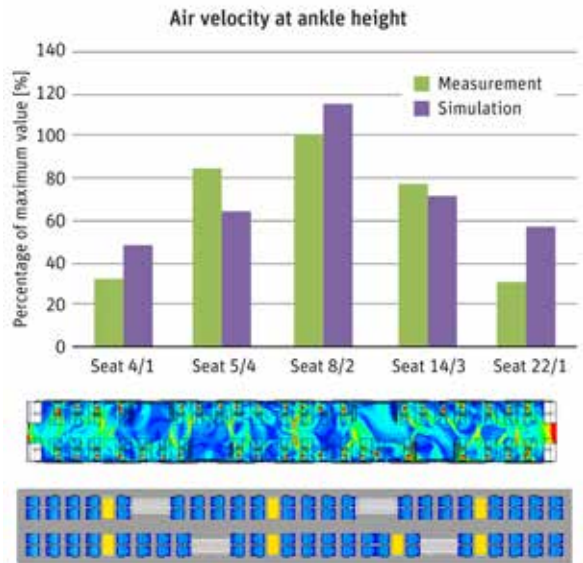 Air velocity at ankle height
Percentage of maximum value [%]
140
120
100
80
60
40
20
0
Measurement
Simulation
Seat 4/1 Seat 5/4 Seat 8/2 Seat 14/3 Seat 22/1